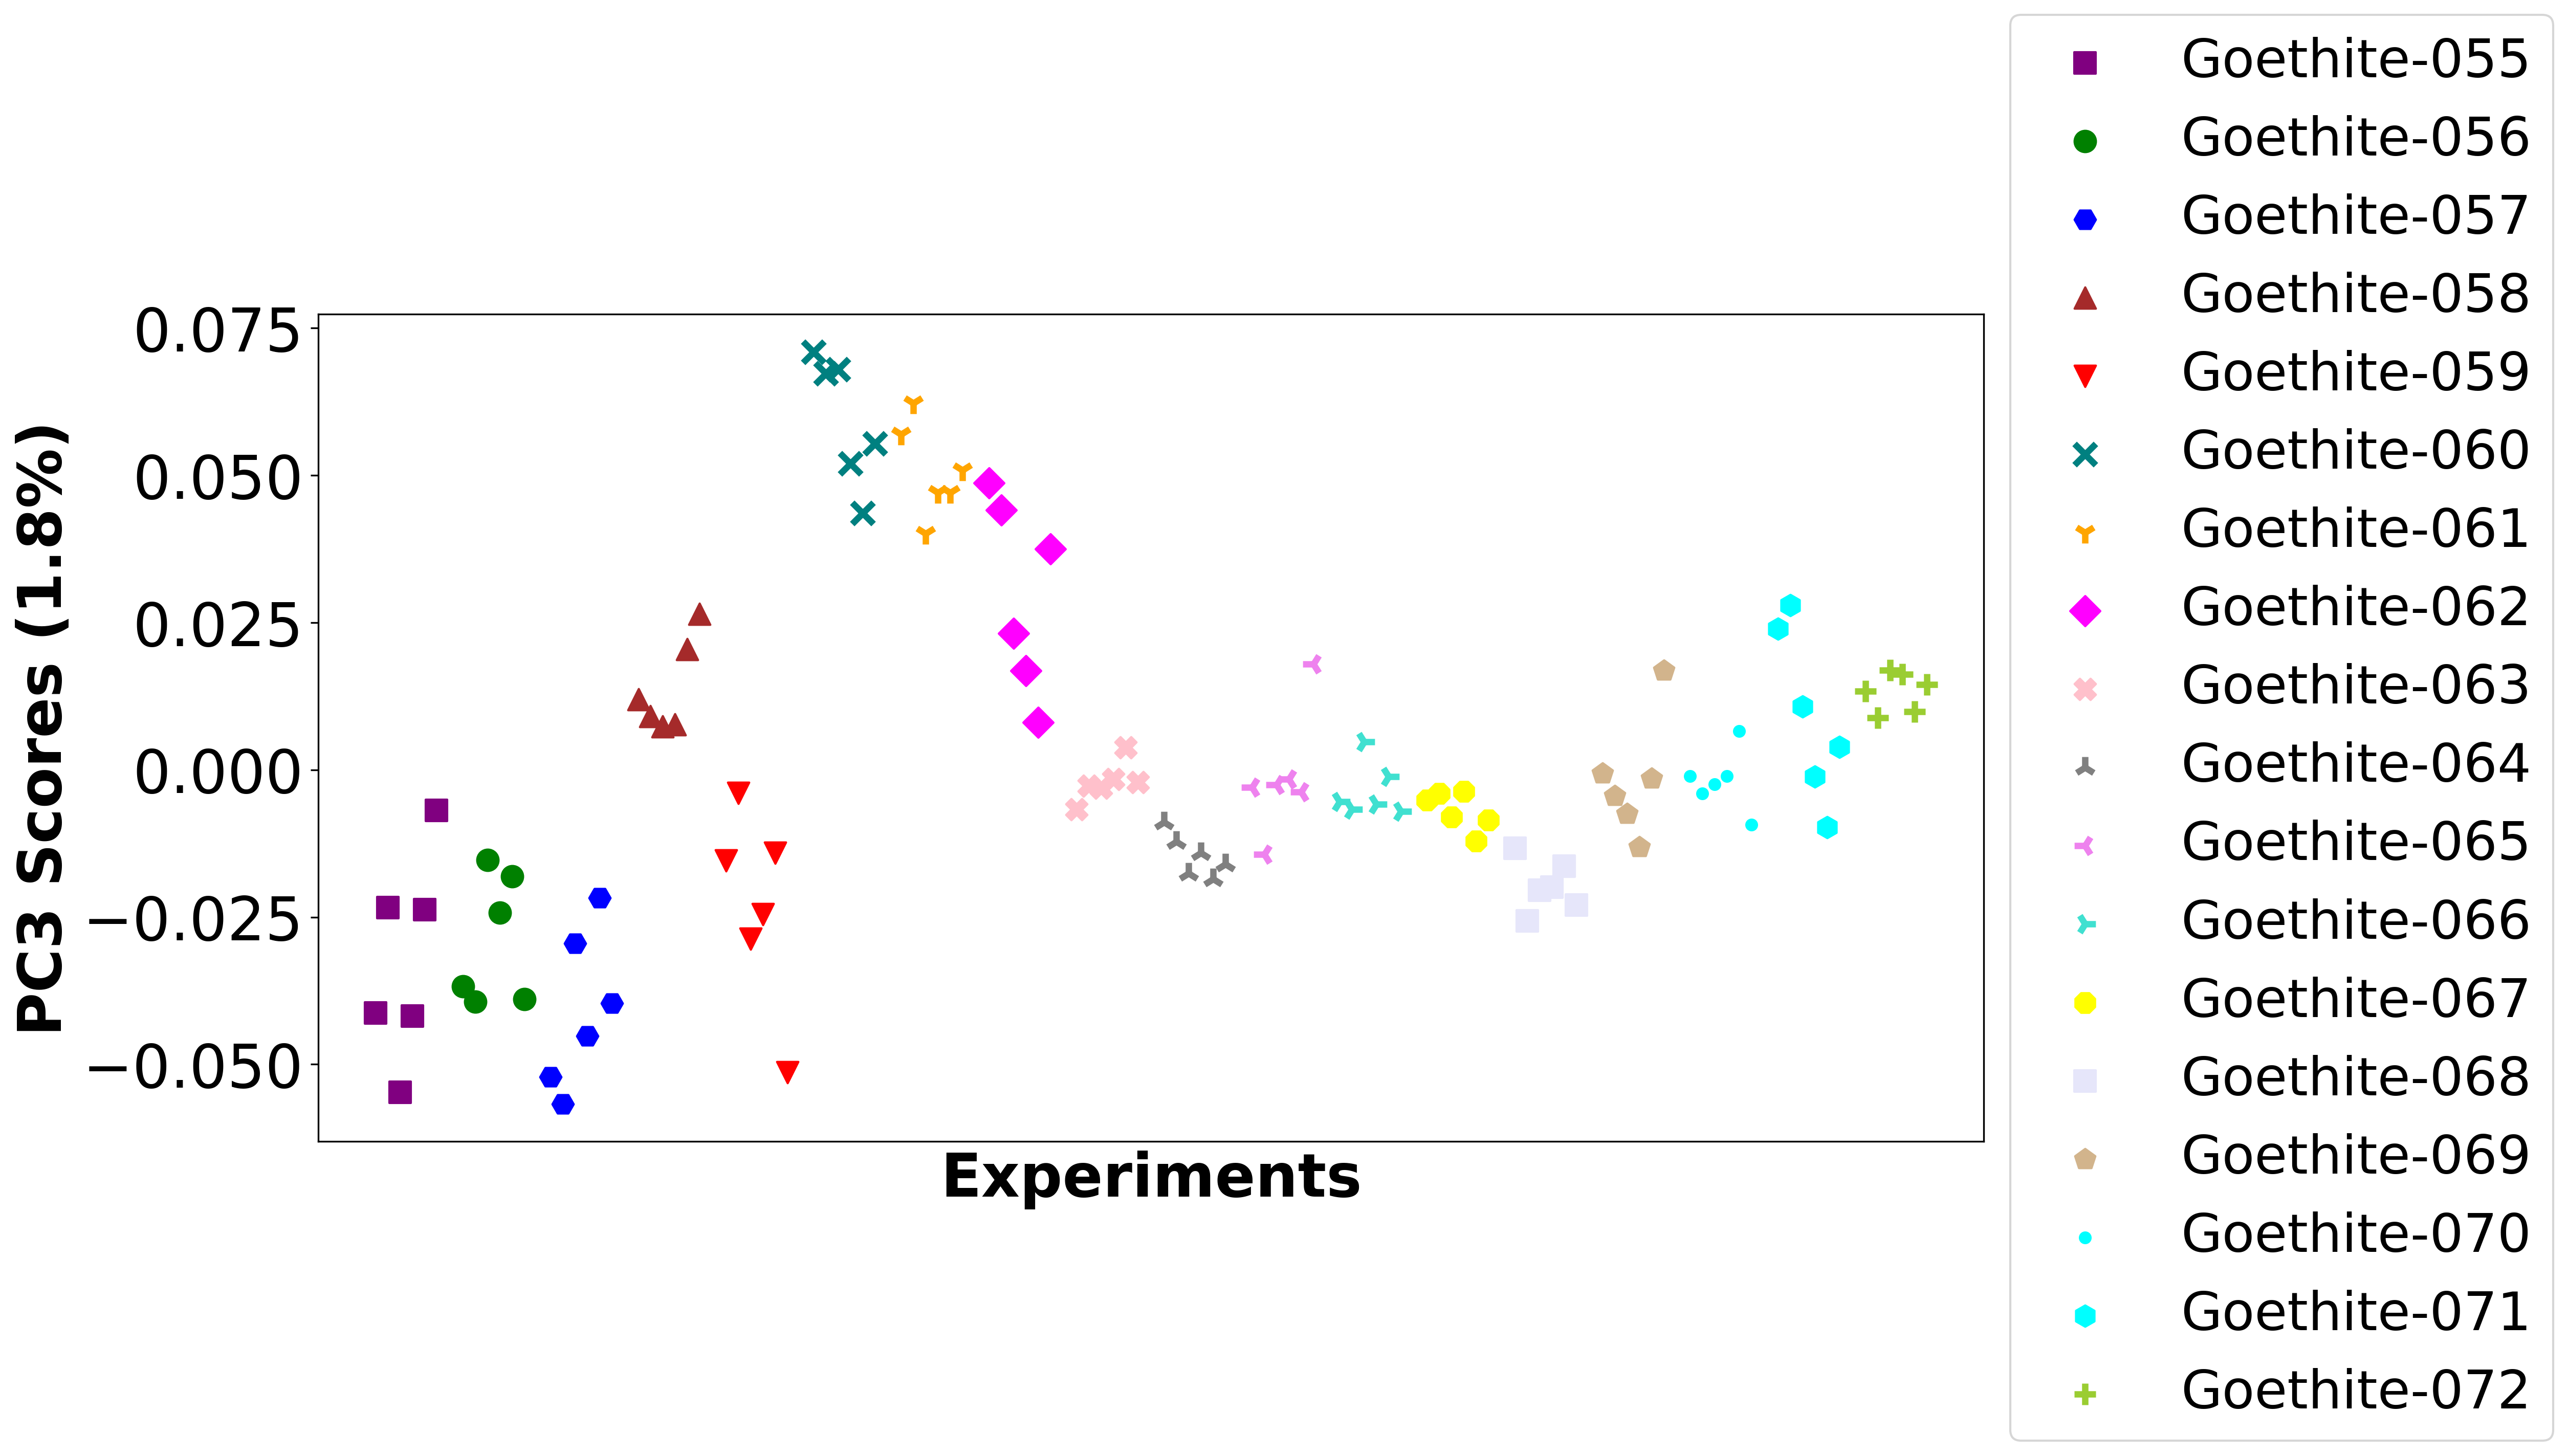 PC3 Scores (1.8%)
0.075
0.050
0.025
0.000
−0.025
−0.050
Experiments
Goethite-055
Goethite-056
Goethite-057
Goethite-058
Goethite-059
Goethite-060
Goethite-061
Goethite-062
Goethite-063
Goethite-064
Goethite-065
Goethite-066
Goethite-067
Goethite-068
Goethite-069
Goethite-070
Goethite-071
Goethite-072